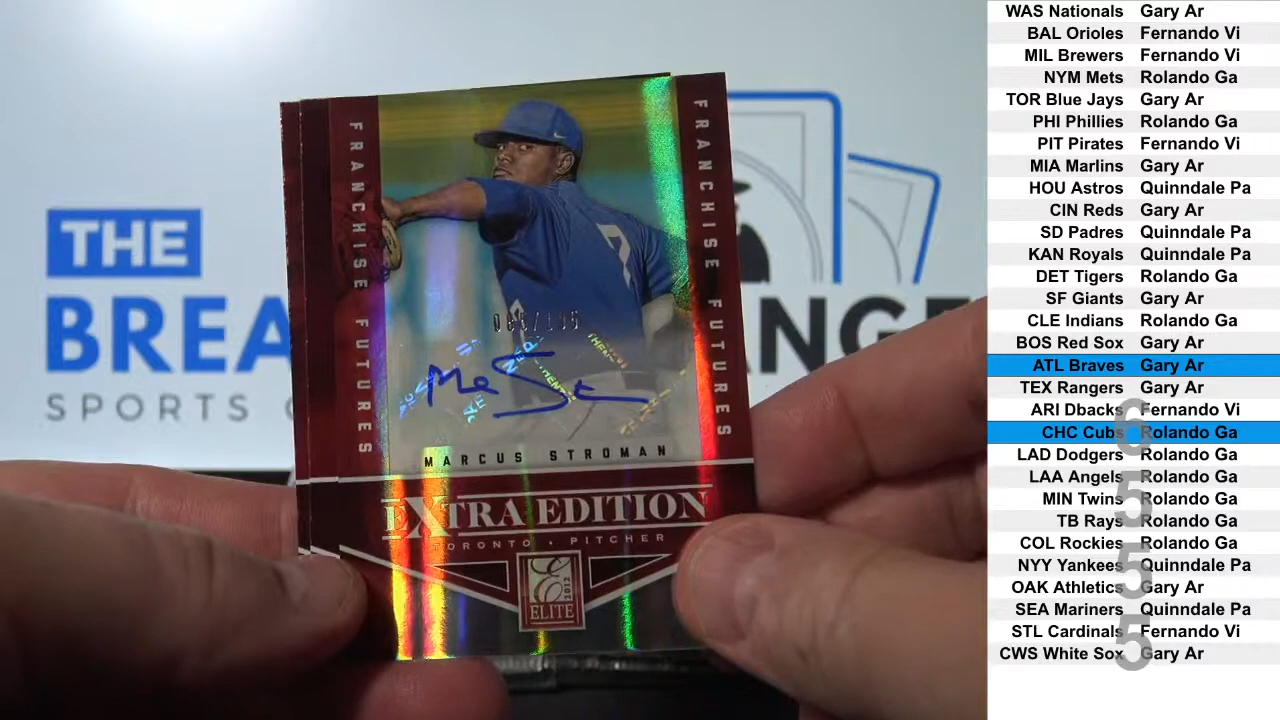 THE
BREA
ANGE
SPORTS
FRANCHISE FUTURES
FRANCHISE FUTURES
MARCUS STROMAN
EXTRA EDITION
TORONTO • PITCHER
2012
ELITE
WAS Nationals Gary Ar
BAL Orioles Fernando Vi
MIL Brewers Fernando Vi
NYM Mets Rolando Ga
TOR Blue Jays Gary Ar
PHI Phillies Rolando Ga
PIT Pirates Fernando Vi
MIA Marlins Gary Ar
HOU Astros Quinndale Pa
CIN Reds Gary Ar
SD Padres Quinndale Pa
KAN Royals Quinndale Pa
DET Tigers Rolando Ga
SF Giants Gary Ar
CLE Indians Rolando Ga
BOS Red Sox Gary Ar
ATL Braves Gary Ar
TEX Rangers Gary Ar
ARI Dbacks Fernando Vi
CHC Cubs Rolando Ga
LAD Dodgers Rolando Ga
LAA Angels Rolando Ga
MIN Twins Rolando Ga
TB Rays Rolando Ga
COL Rockies Rolando Ga
NYY Yankees Quinndale Pa
OAK Athletics Gary Ar
SEA Mariners Quinndale Pa
STL Cardinals Fernando Vi
CWS White Sox Gary Ar